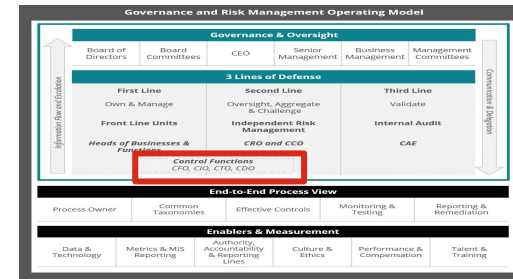 Governance and Risk Management Operating Model
Governance & Oversight
Board of Directors
Board Committees
CEO
Senior Management
Business Management
Management Committees
Information Flow and Escalation
Communication & Delegation
3 Lines of Defense
First Line
Second Line
Third Line
Own & Manage
Oversight, Aggregate & Challenge
Validate
Front Line Units
Independent Risk Management
Internal Audit
Heads of Businesses & Functions
CRO and CCO
CAE
Control Functions
CFO, CIO, CTO, CDO
End-to-End Process View
Process Owner
Common Taxonomies
Effective Controls
Monitoring & Testing
Reporting & Remediation
Enablers & Measurement
Data & Technology
Metrics & MIS Reporting
Authority, Accountability & Reporting Lines
Culture & Ethics
Performance & Compensation
Talent & Training